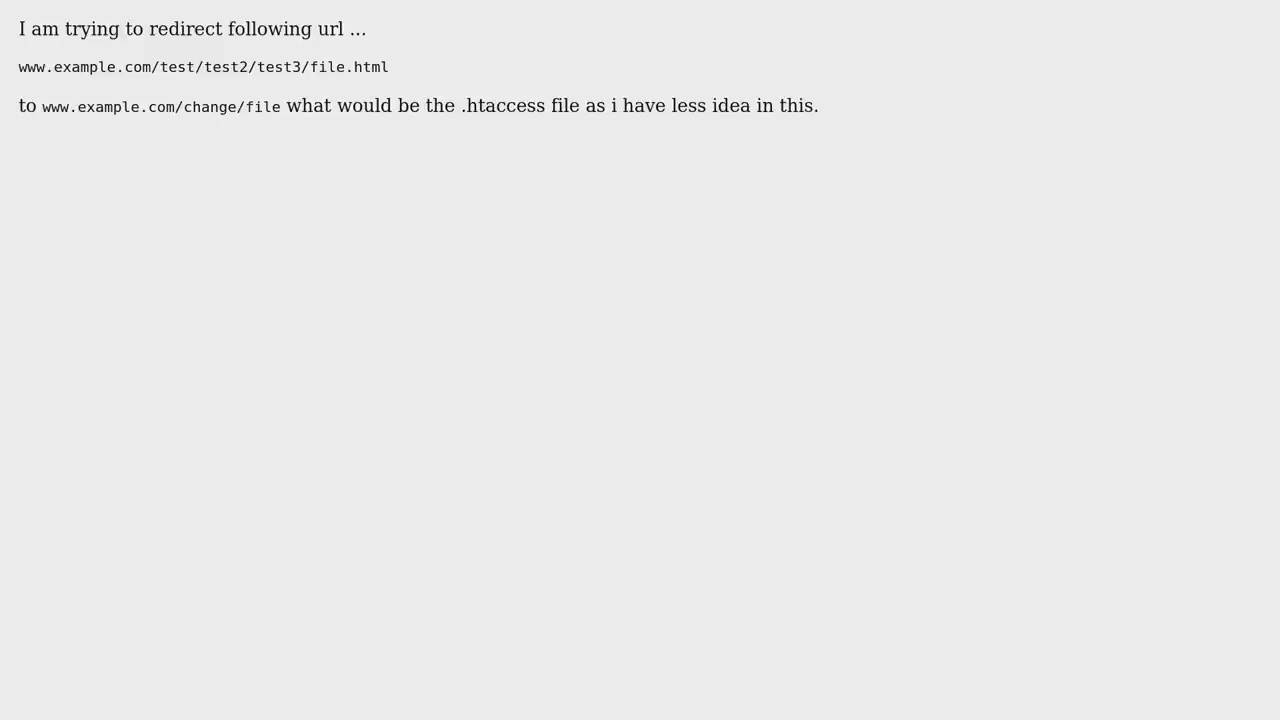 I am trying to redirect following url ...
www.example.com/test/test2/test3/file.html
to www.example.com/change/file what would be the .htaccess file as i have less idea in this.